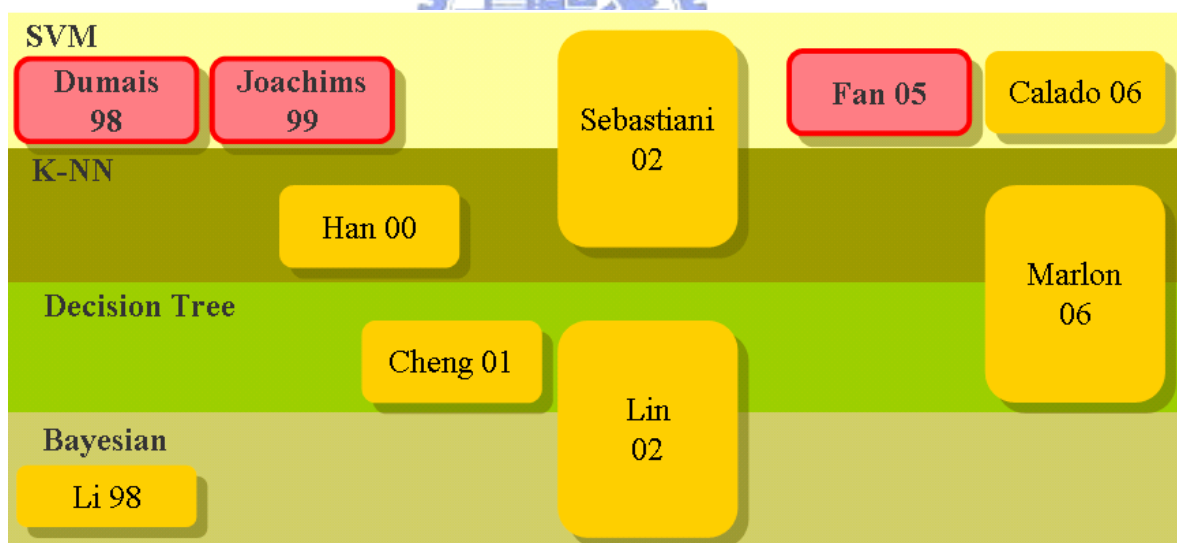 SVM
Dumais
98
Joachims
99
Sebastiani
02
Fan 05
Calado 06
K-NN
Han 00
Marlon
06
Decision Tree
Cheng 01
Lin
02
Bayesian
Li 98